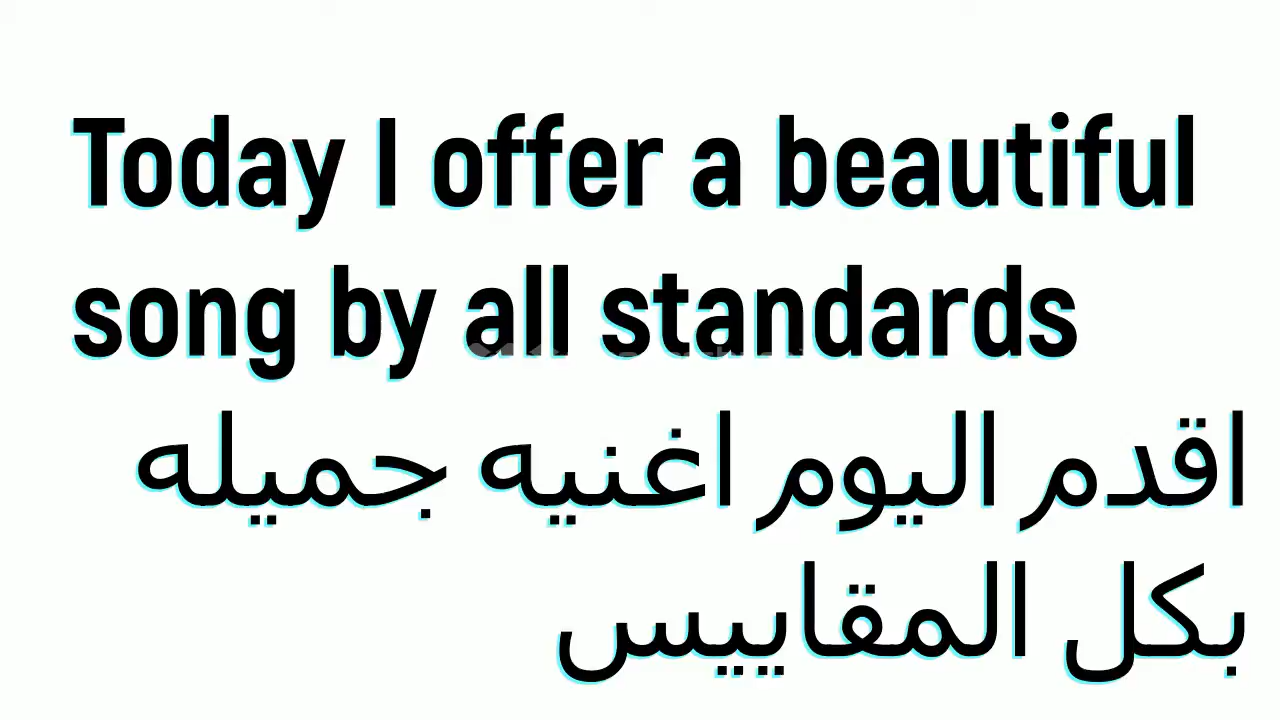 Today I offer a beautiful
song by all standards
اقدم اليوم اغنيه جميله
بكل المقاييس